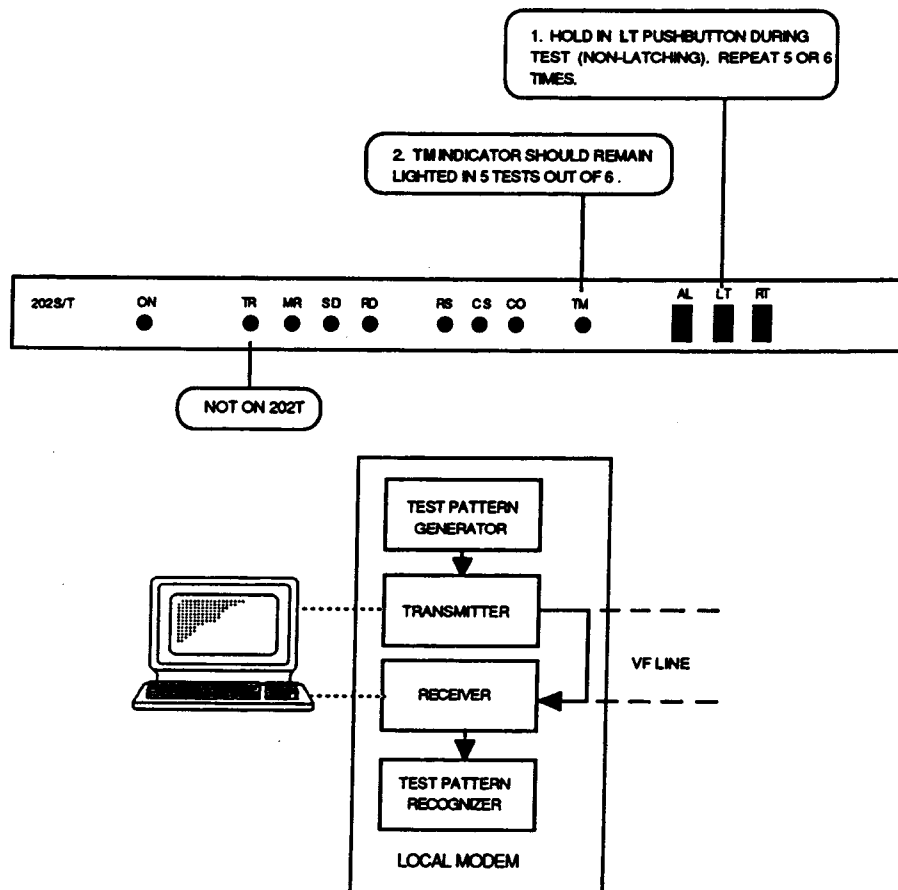 1. HOLD IN LT PUSHBUTTON DURING
TEST (NON-LATCHING). REPEAT 5 OR 6
TIMES.
2. TM INDICATOR SHOULD REMAIN
LIGHTED IN 5 TESTS OUT OF 6.
202S/T ON TR MR SD RD RS CS CO TM AL LT RT
NOT ON 202T
TEST PATTERN
GENERATOR
TRANSMITTER
VF LINE
RECEIVER
TEST PATTERN
RECOGNIZER
LOCAL MODEM